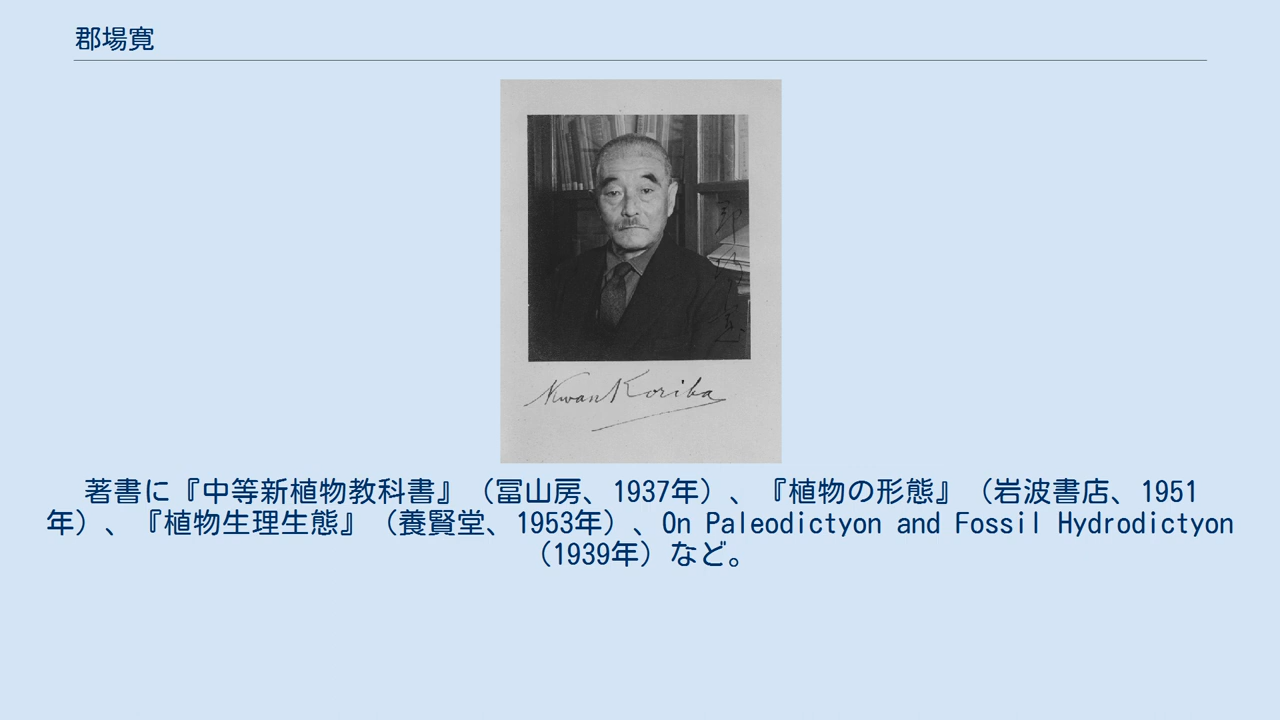 郡場寛
郡場寛
Kwan Koriba
著書に『中等新植物教科書』（冨山房、1937年）、『植物の形態』（岩波書店、1951
年）、『植物生理生態』（養賢堂、1953年）、On Paleodictyon and Fossil Hydrodictyon
（1939年）など。